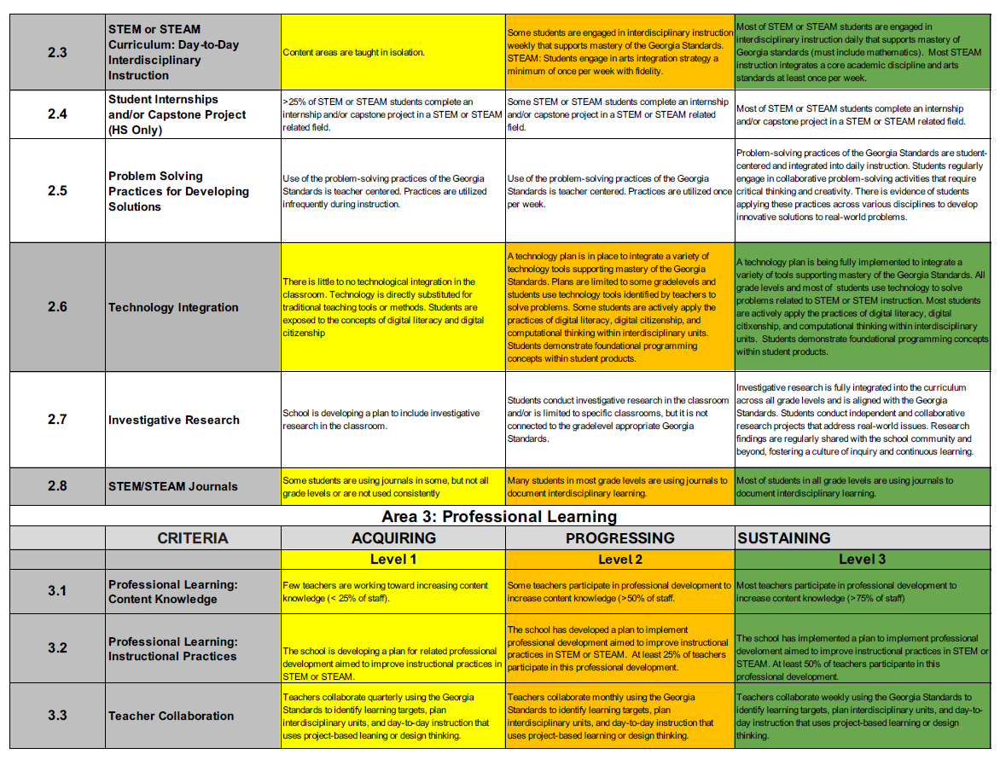 2.3
STEM or STEAM
Curriculum: Day-to-Day
Interdisciplinary
Instruction
Content areas are taught in isolation.
Some students are engaged in interdisciplinary instruction
weekly that supports mastery of the Georgia Standards.
STEAM: Students engage in arts integration strategy a
minimum of once per week with fidelity.
Most of STEM or STEAM students are engaged in
interdisciplinary instruction daily that supports mastery of
Georgia standards (must include mathematics). Most STEAM
instruction integrates a core academic discipline and arts
standards at least once per week.
2.4
Student Internships
and/or Capstone Project
(HS Only)
>25% of STEM or STEAM students complete an
internship and/or capstone project in a STEM or STEAM
related field.
Some STEM or STEAM students complete an internship
and/or capstone project in a STEM or STEAM related
field.
Most of STEM or STEAM students complete an internship
and/or capstone project in a STEM or STEAM related field.
2.5
Problem Solving
Practices for Developing
Solutions
Use of the problem-solving practices of the Georgia
Standards is teacher centered. Practices are utilized
infrequently during instruction.
Use of the problem-solving practices of the Georgia
Standards is teacher centered. Practices are utilized once
per week.
Problem-solving practices of the Georgia Standards are student-
centered and integrated into daily instruction. Students regularly
engage in collaborative problem-solving activities that require
critical thinking and creativity. There is evidence of students
applying these practices across various disciplines to develop
innovative solutions to real-world problems.
2.6
Technology Integration
There is little to no technological integration in the
classroom. Technology is directly substituted for
traditional teaching tools or methods. Students are
exposed to the concepts of digital literacy and digital
citizenship
A technology plan is in place to integrate a variety of
technology tools supporting mastery of the Georgia
Standards. Plans are limited to some gradelevels and
students use technology tools identified by teachers to
solve problems. Some students are actively apply the
practices of digital literacy, digital citizenship, and
computational thinking within interdisciplinary units.
Students demonstrate foundational programming
concepts within student products.
A technology plan is being fully implemented to integrate a
variety of tools supporting mastery of the Georgia Standards. All
grade levels and most of students use technology to solve
problems related to STEM or STEM instruction. Most students
are actively apply the practices of digital literacy, digital
citizenship, and computational thinking within interdisciplinary
units. Students demonstrate foundational programming concepts
within student products.
2.7
Investigative Research
School is developing a plan to include investigative
research in the classroom.
Students conduct investigative research in the classroom
and/or is limited to specific classrooms, but it is not
connected to the gradelevel appropriate Georgia
Standards.
Investigative research is fully integrated into the curriculum
across all grade levels and is aligned with the Georgia
Standards. Students conduct independent and collaborative
research projects that address real-world issues. Research
findings are regularly shared with the school community and
beyond, fostering a culture of inquiry and continuous learning.
2.8
STEM/STEAM Journals
Some students are using journals in some, but not all
grade levels or are not used consistently
Many students in most grade levels are using journals to
document interdisciplinary learning.
Most of students in all grade levels are using journals to
document interdisciplinary learning.
Area 3: Professional Learning
CRITERIA
ACQUIRING
PROGRESSING
SUSTAINING
Level 1
Level 2
Level 3
3.1
Professional Learning:
Content Knowledge
Few teachers are working toward increasing content
knowledge (< 25% of staff).
Some teachers participate in professional development to
increase content knowledge (>50% of staff.
Most teachers participate in professional development to
increase content knowledge (>75% of staff)
3.2
Professional Learning:
Instructional Practices
The school is developing a plan for related professional
development aimed to improve instructional practices in
STEM or STEAM.
The school has developed a plan to implement
professional development aimed to improve instructional
practices in STEM or STEAM. At least 25% of teachers
participate in this professional development.
The school has implemented a plan to implement professional
development aimed to improve instructional practices in STEM or
STEAM. At least 50% of teachers participante in this
professional development.
3.3
Teacher Collaboration
Teachers collaborate quarterly using the Georgia
Standards to identify learning targets, plan
interdisciplinary units, and day-to-day instruction that
uses project-based leaning or design thinking.
Teachers collaborate monthly using the Georgia
Standards to identify learning targets, plan
interdisciplinary units, and day-to-day instruction that
uses project-based learning or design thinking.
Teachers collaborate weekly using the Georgia Standards to
identify learning targets, plan interdisciplinary units, and day-to-
day instruction that uses project-based learning or design
thinking.